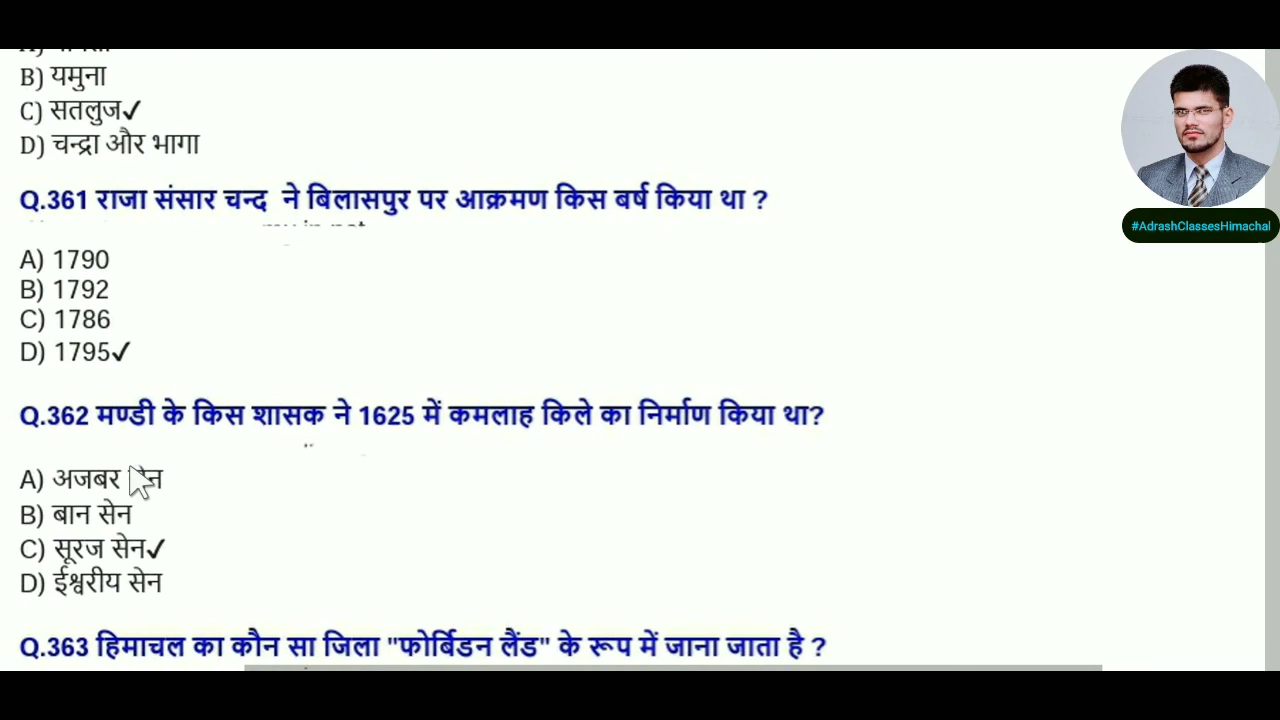 B) यमुना
C) सतलुज✓
D) चन्द्रा और भागा
#AdrashClassesHimachal
Q.361 राजा संसार चन्द ने बिलासपुर पर आक्रमण किस बर्ष किया था ?
A) 1790
B) 1792
C) 1786
D) 1795✓
Q.362 मण्डी के किस शासक ने 1625 में कमलाह किले का निर्माण किया था?
A) अजबर
B) बान सेन
C) सूरज सेन✓
D) ईश्वरीय सेन
Q.363 हिमाचल का कौन सा जिला "फोर्बिडन लैंड" के रूप में जाना जाता है ?